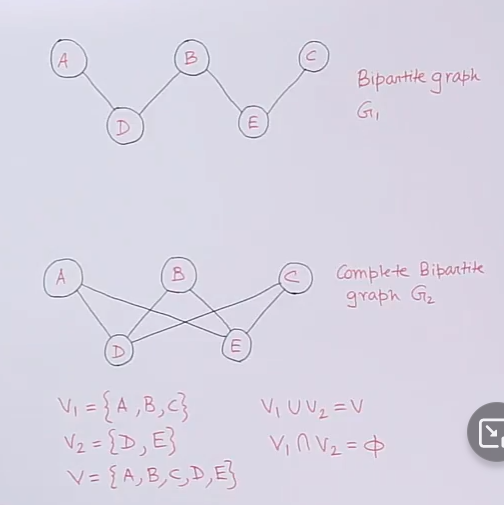 A
B
C
Bipartite graph
G₁
D
E
A
B
C
Complete Bipartite
graph G₂
D
E
V₁ = {A, B, C}
V₁ ∪ V₂ = V
V₂ = {D, E}
V₁ ∩ V₂ = ϕ
V = {A, B, C, D, E}